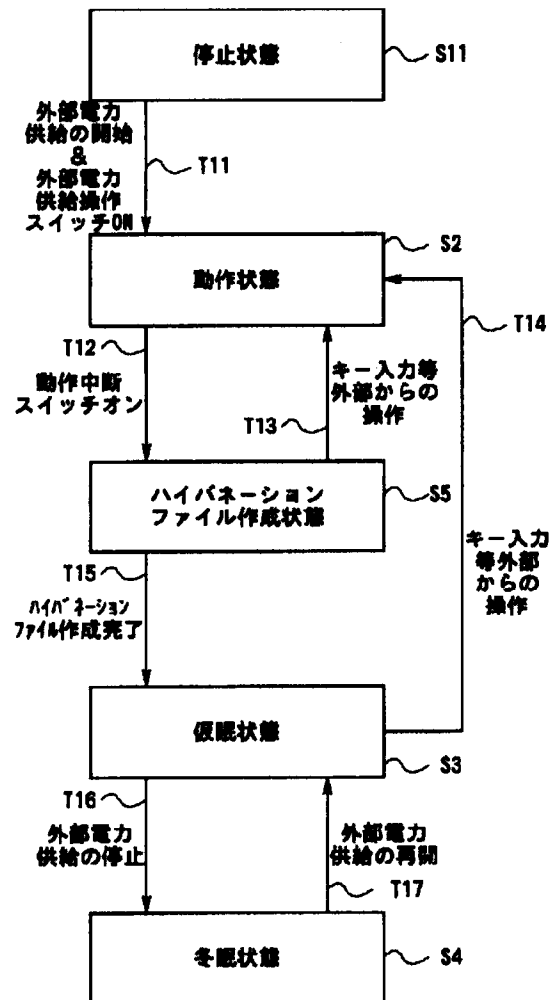 停止状態
S11
外部電力
供給の開始
&
外部電力
供給操作
スイッチON
T11
S2
動作状態
T14
T12
動作中断
スイッチオン
キー入力等
外部からの
操作
T13
ハイバネーション
ファイル作成状態
S5
キー入力
等外部
からの
操作
T15
ﾊｲﾊﾞﾈｰｼｮﾝ
ﾌｧｲﾙ作成完了
仮眠状態
S3
T16
外部電力
供給の停止
外部電力
供給の再開
T17
冬眠状態
S4